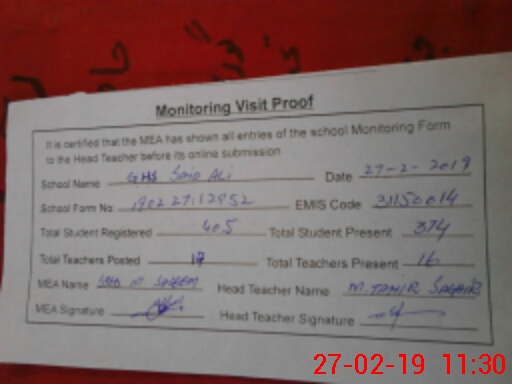 Monitoring Visit Proof
It is certified that the MEA has shown all entries of the school Monitoring Form
to the Head Teacher before its online submission
School Name GHS Said Ali Date 27-2-2019
School Form No: EMIS Code 31150014
Total Student Registered 405 Total Student Present 374
Total Teachers Posted 17 Total Teachers Present 16
MEA Name M Saleem Head Teacher Name M. TAHIR
MEA Signature Head Teacher Signature
27-02-19 11:30